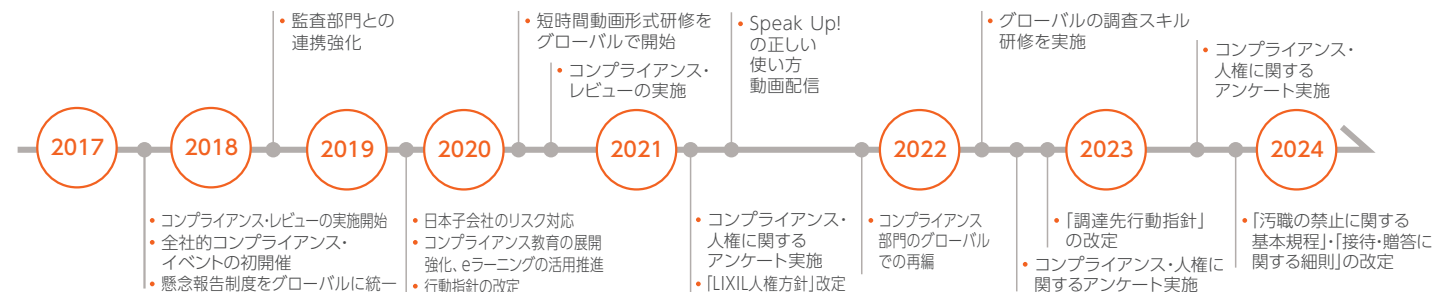 • 監査部門との
連携強化
• 短時間動画形式研修を
グローバルで開始
• コンプライアンス・
レビューの実施
• Speak Up!
の正しい
使い方
動画配信
• グローバルの調査スキル
研修を実施
• コンプライアンス・
人権に関する
アンケート実施
2017
2018
2019
2020
2021
2022
2023
2024
• コンプライアンス・レビューの実施開始
• 全社的コンプライアンス・
イベントの初開催
• 懸念報告制度をグローバルに統一
• 日本子会社のリスク対応
• コンプライアンス教育の展開
強化、eラーニングの活用推進
• 行動指針の改定
• コンプライアンス・
人権に関する
アンケート実施
• 「LIXIL人権方針」改定
• コンプライアンス
部門のグローバル
での再編
• 「調達先行動指針」
の改定
• コンプライアンス・人権に
関するアンケート実施
• 「汚職の禁止に関する
基本規程」・「接待・贈答に
関する細則」の改定